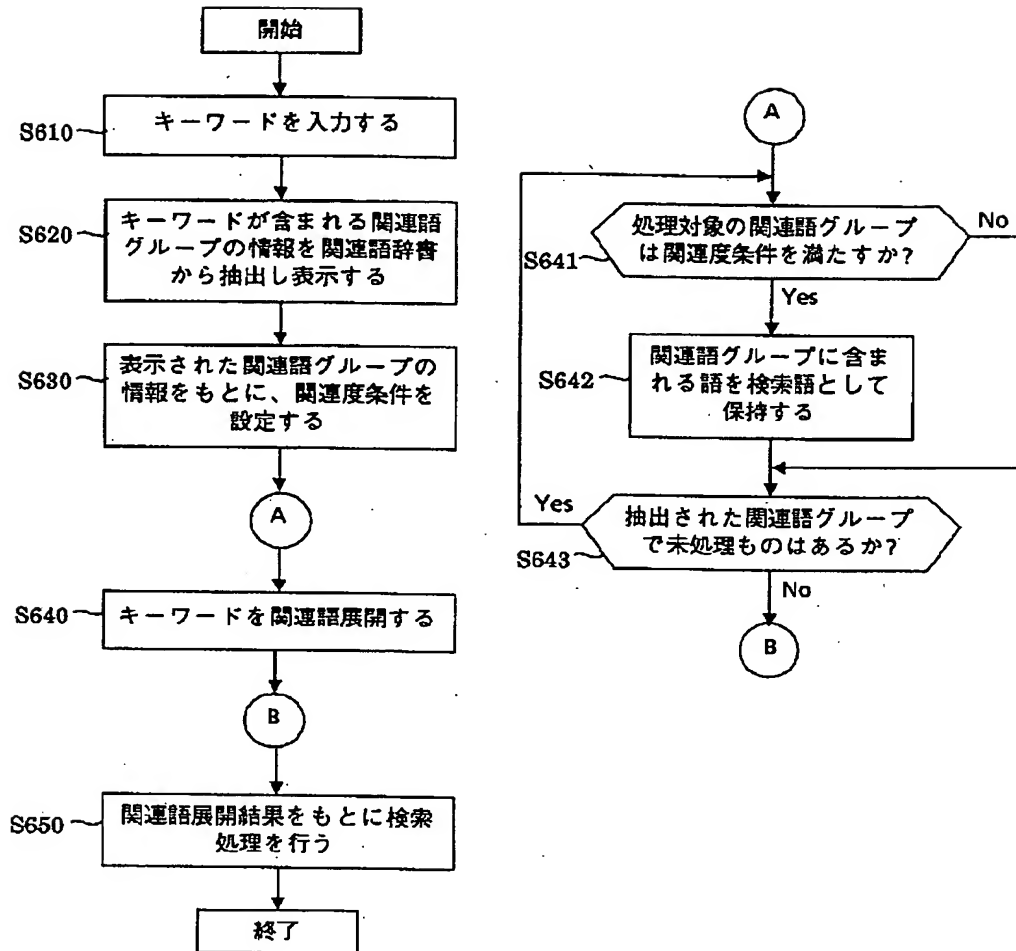 開始
S610
キーワードを入力する
S620
キーワードが含まれる関連語
グループの情報を関連語辞書
から抽出し表示する
S630
表示された関連語グループの
情報をもとに、関連度条件を
設定する
A
S640
キーワードを関連語展開する
B
S650
関連語展開結果をもとに検索
処理を行う
終了
A
処理対象の関連語グループ
は関連度条件を満たすか?
No
S641
Yes
関連語グループに含ま
れる語を検索語として
保持する
S642
Yes
抽出された関連語グループ
で未処理ものはあるか?
S643
No
B